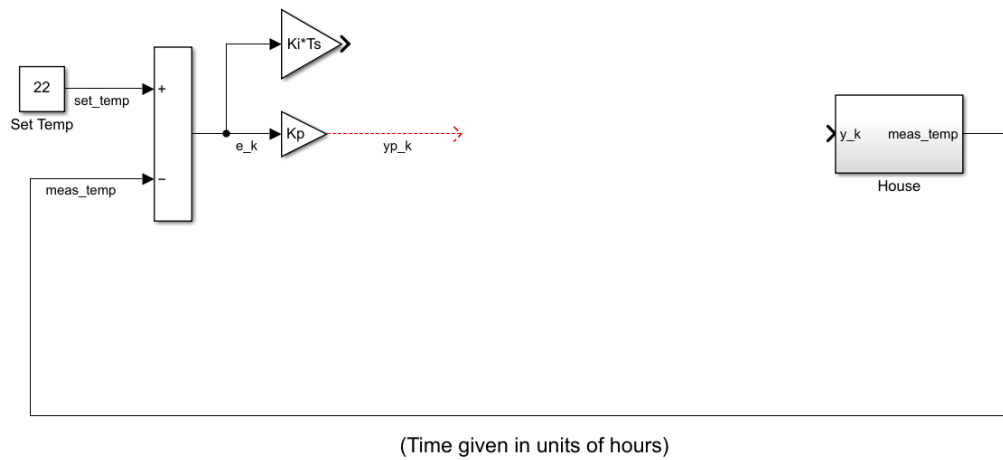 Ki*Ts
22
+
set_temp
Set Temp
Kp
e_k
yp_k
−
meas_temp
y_k
meas_temp
House
(Time given in units of hours)